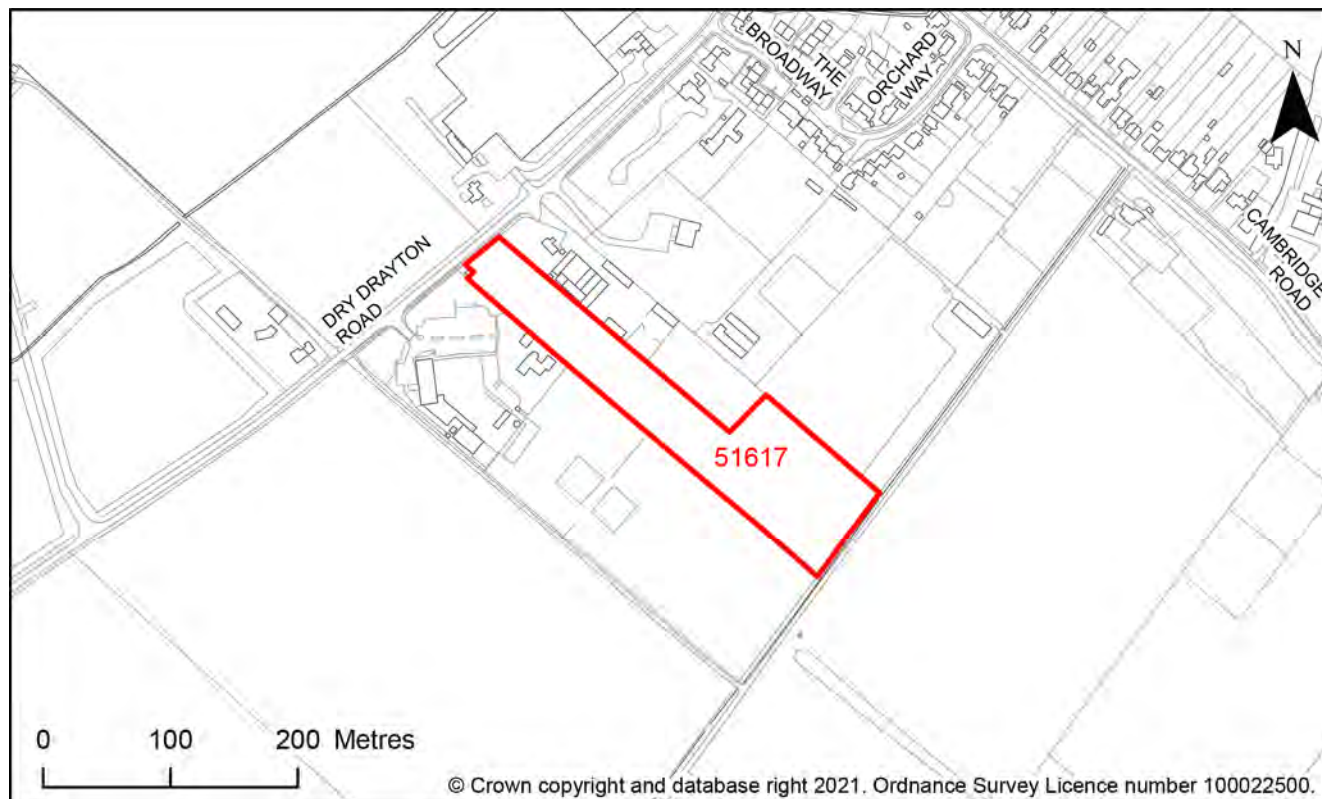 THE
BROADWAY
ORCHARD
WAY
N
DRY DRAYTON
ROAD
CAMBRIDGE
ROAD
51617
0 100 200 Metres
© Crown copyright and database right 2021. Ordnance Survey Licence number 100022500.